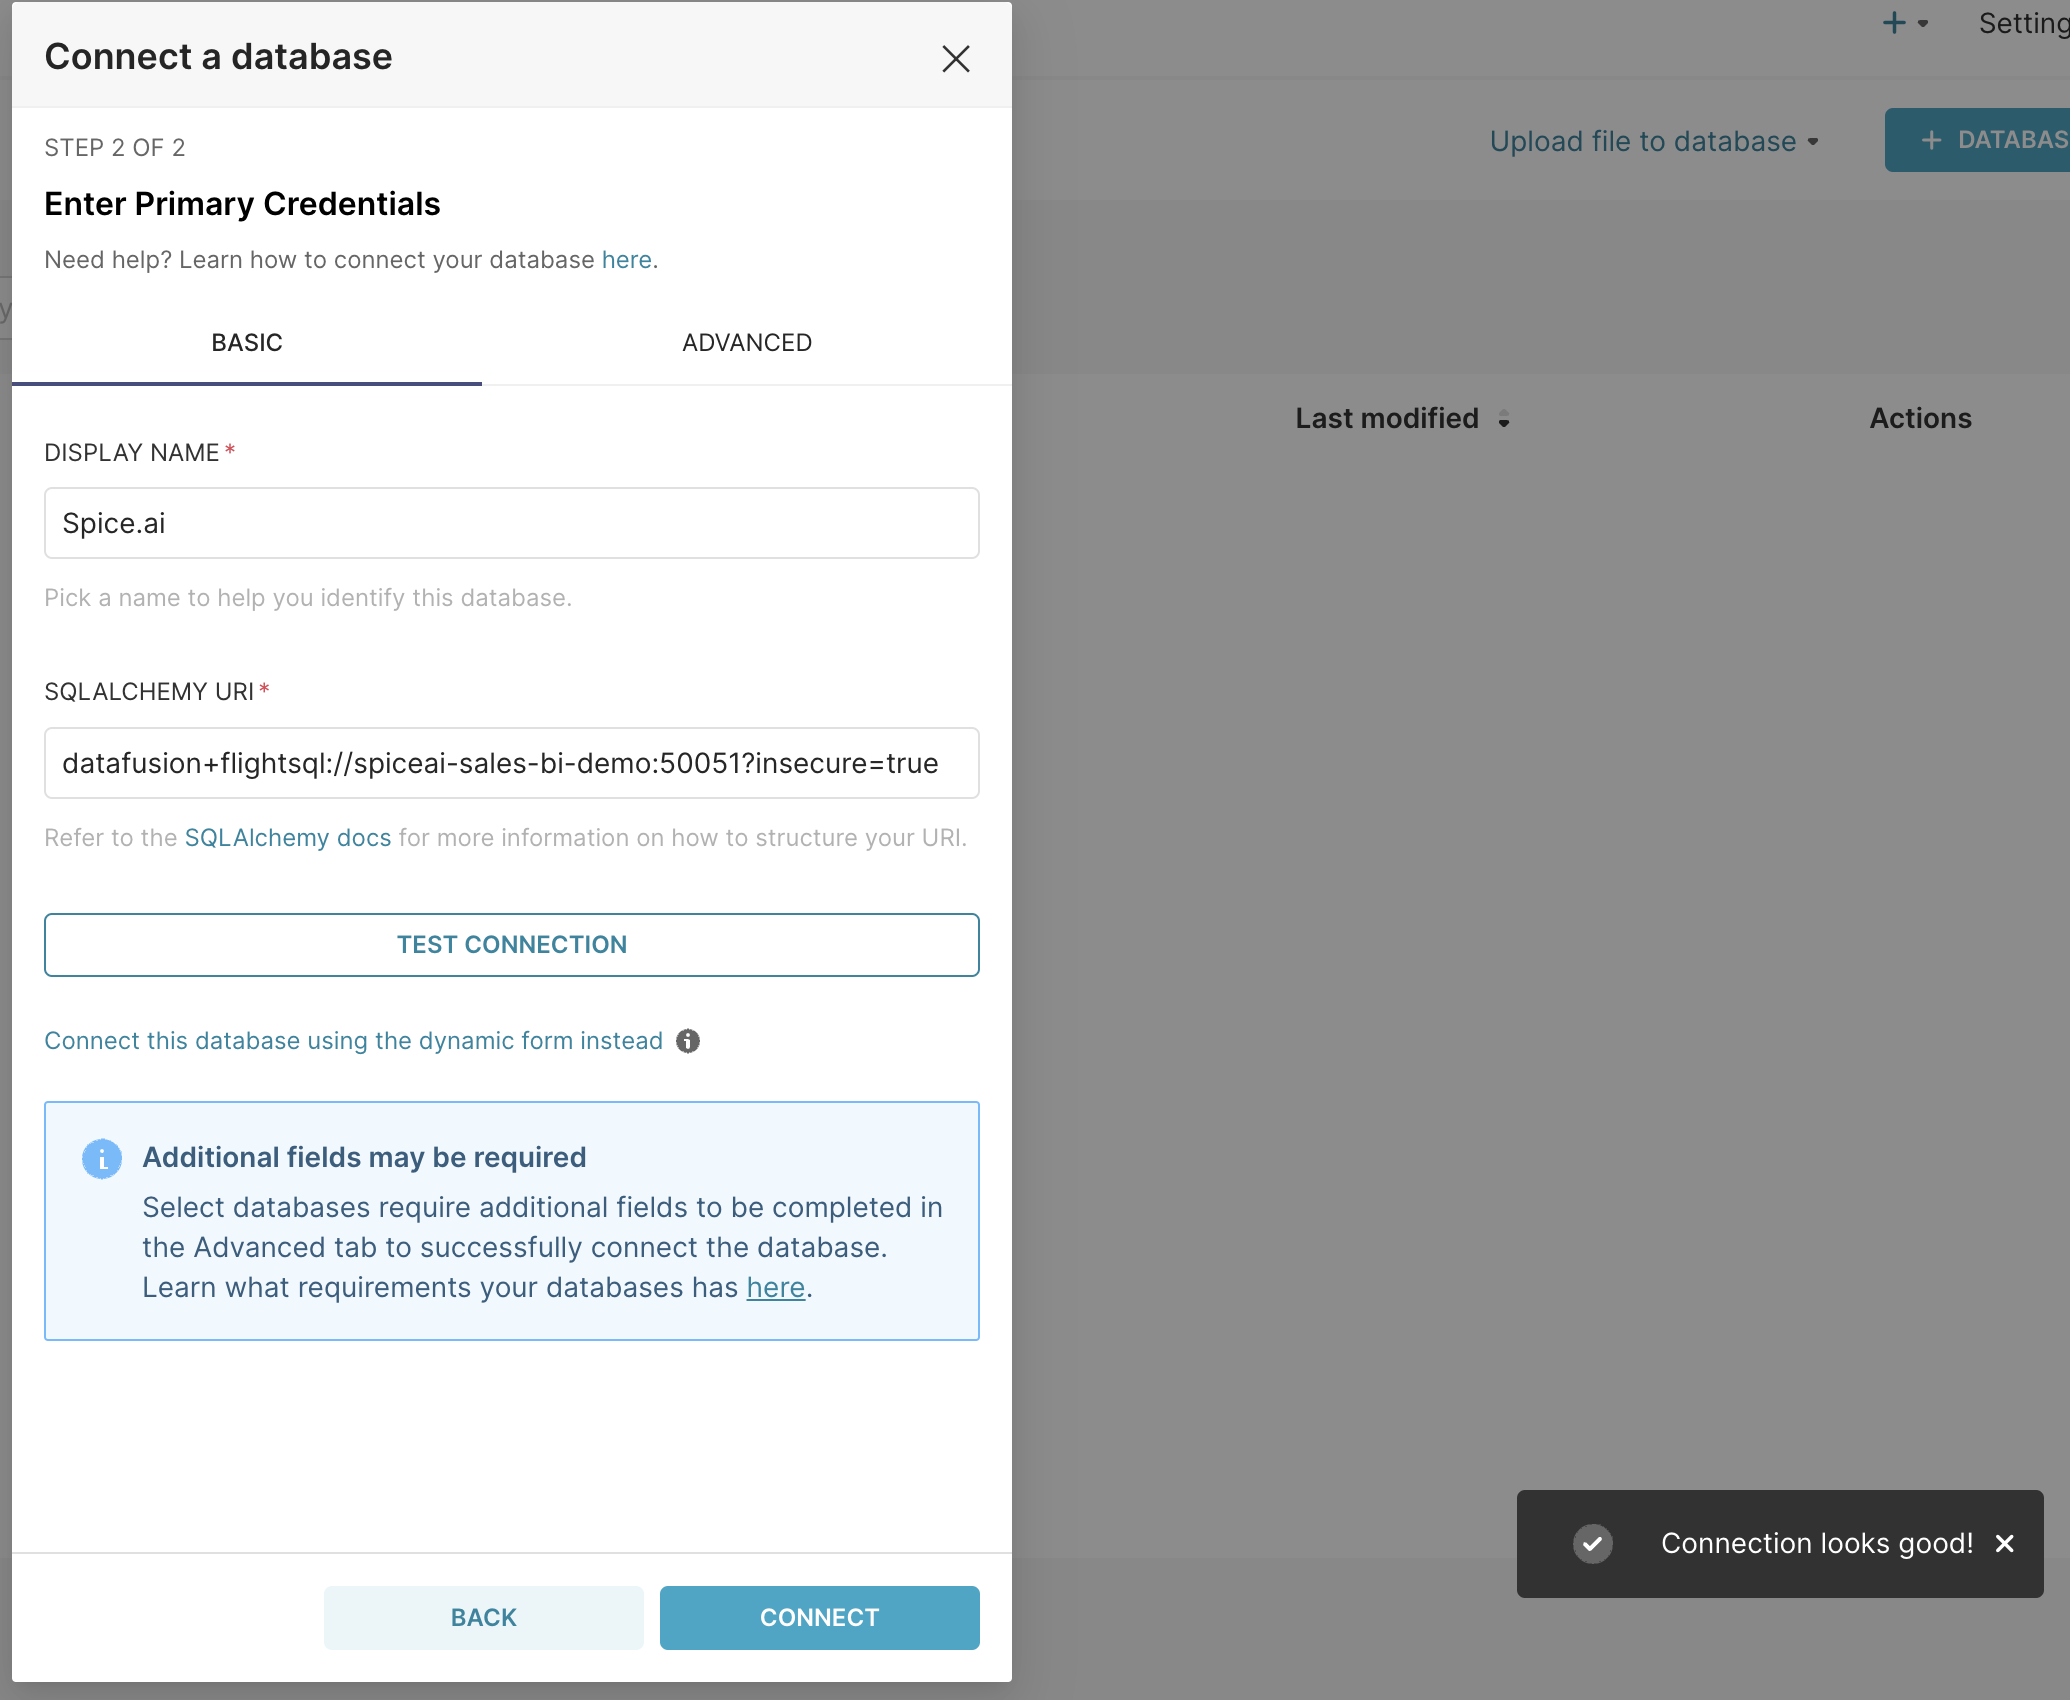 Connect a database
STEP 2 OF 2
Enter Primary Credentials
Need help? Learn how to connect your database here.
BASIC
ADVANCED
DISPLAY NAME *
Spice.ai
Pick a name to help you identify this database.
SQLALCHEMY URI *
datafusion+flightsql://spiceai-sales-bi-demo:50051?insecure=true
Refer to the SQLAlchemy docs for more information on how to structure your URI.
TEST CONNECTION
Connect this database using the dynamic form instead
Additional fields may be required
Select databases require additional fields to be completed in
the Advanced tab to successfully connect the database.
Learn what requirements your databases has here.
BACK
CONNECT
+
Setting
Upload file to database
+ DATABAS
Last modified
Actions
Connection looks good!